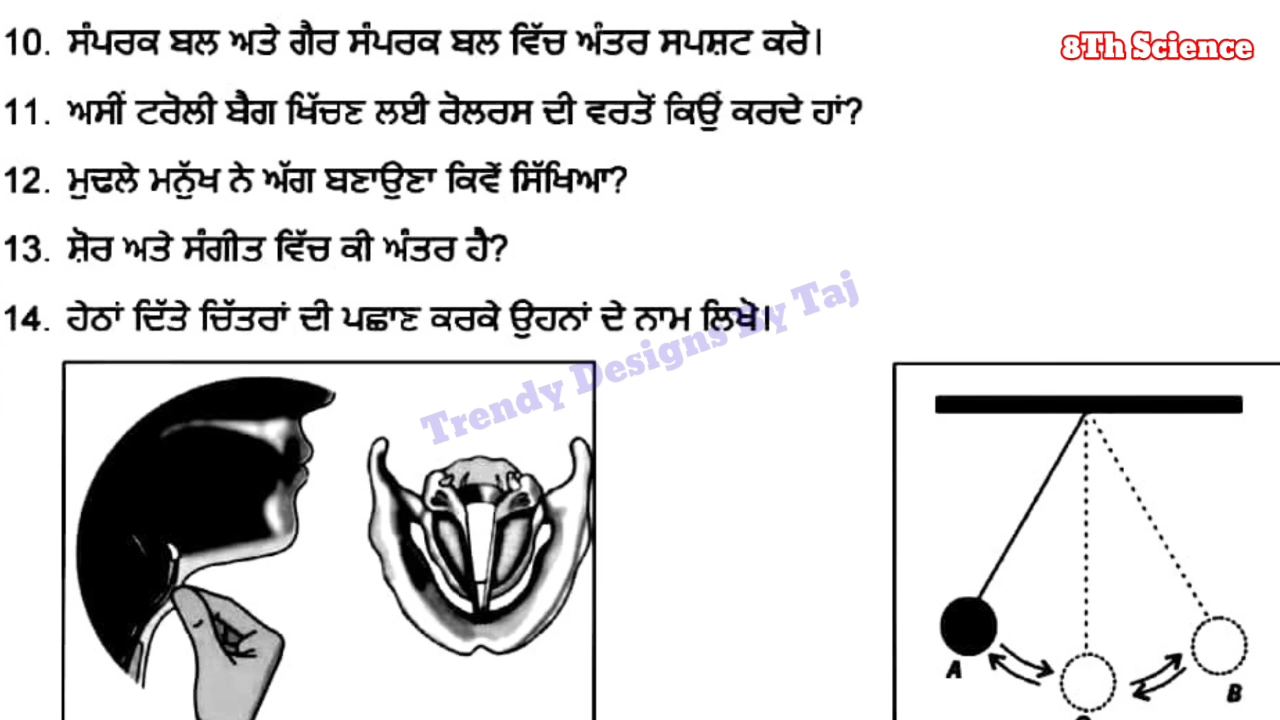 10. ਸੰਪਰਕ ਬਲ ਅਤੇ ਗੈਰ ਸੰਪਰਕ ਬਲ ਵਿੱਚ ਅੰਤਰ ਸਪਸ਼ਟ ਕਰੋ।
8Th Science
11. ਅਸੀਂ ਟਰੋਲੀ ਬੈਗ ਖਿੱਚਣ ਲਈ ਰੋਲਰਸ ਦੀ ਵਰਤੋਂ ਕਿਉਂ ਕਰਦੇ ਹਾਂ?
12. ਮੁਢਲੇ ਮਨੁੱਖ ਨੇ ਅੱਗ ਬਣਾਉਣਾ ਕਿਵੇਂ ਸਿੱਖਿਆ?
13. ਸ਼ੋਰ ਅਤੇ ਸੰਗੀਤ ਵਿੱਚ ਕੀ ਅੰਤਰ ਹੈ?
14. ਹੇਠਾਂ ਦਿੱਤੇ ਚਿੱਤਰਾਂ ਦੀ ਪਛਾਣ ਕਰਕੇ ਉਹਨਾਂ ਦੇ ਨਾਮ ਲਿਖੋ।
Trendy Designs By Taj
A
B